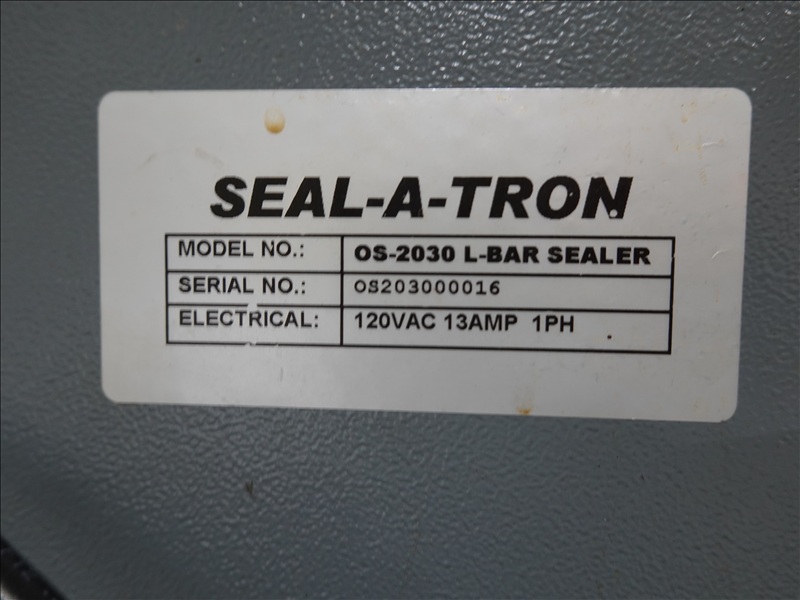 SEAL-A-TRON
MODEL NO.: OS-2030 L-BAR SEALER
SERIAL NO.: OS203000016
ELECTRICAL: 120VAC 13AMP 1PH